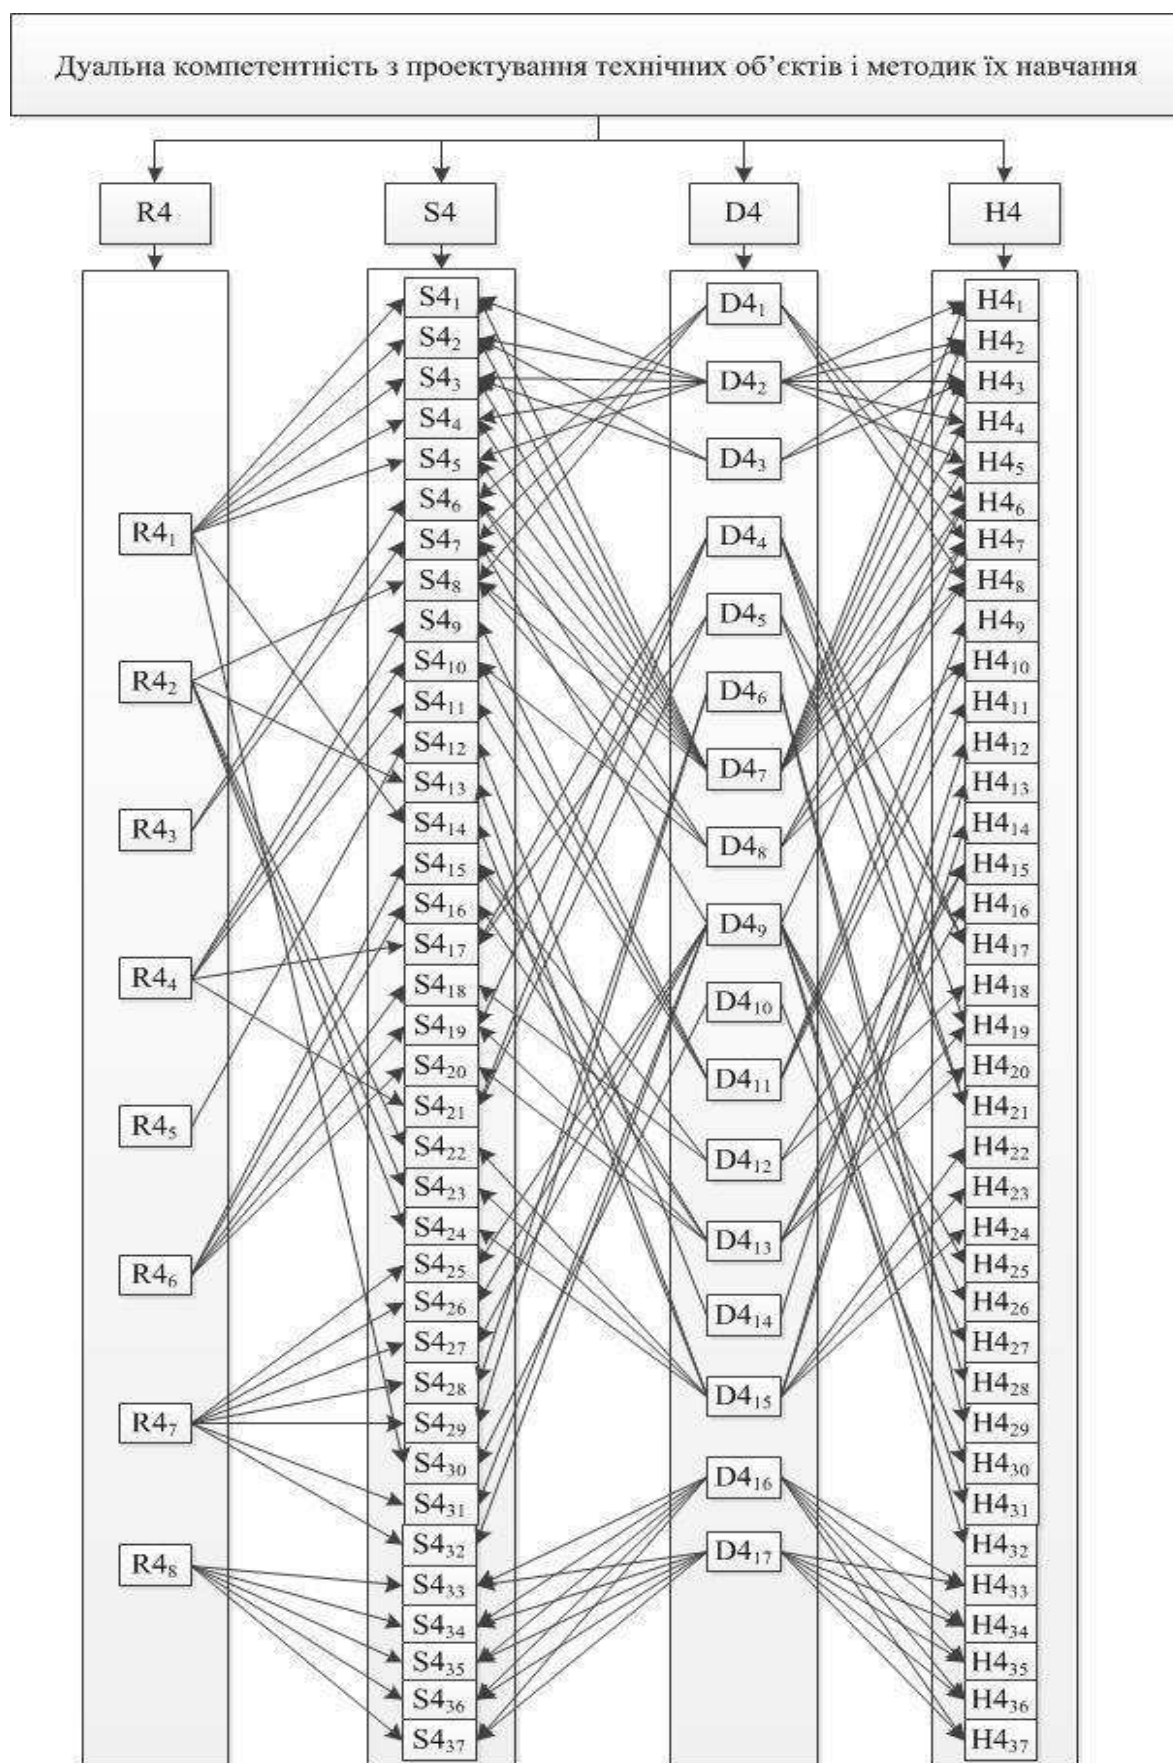 Дуальна компетентність з проектування технічних об’єктів і методик їх навчання
R4 S4 D4 H4
R4₁
R4₂
R4₃
R4₄
R4₅
R4₆
R4₇
R4₈
S4₁
S4₂
S4₃
S4₄
S4₅
S4₆
S4₇
S4₈
S4₉
S4₁₀
S4₁₁
S4₁₂
S4₁₃
S4₁₄
S4₁₅
S4₁₆
S4₁₇
S4₁₈
S4₁₉
S4₂₀
S4₂₁
S4₂₂
S4₂₃
S4₂₄
S4₂₅
S4₂₆
S4₂₇
S4₂₈
S4₂₉
S4₃₀
S4₃₁
S4₃₂
S4₃₃
S4₃₄
S4₃₅
S4₃₆
S4₃₇
D4₁
D4₂
D4₃
D4₄
D4₅
D4₆
D4₇
D4₈
D4₉
D4₁₀
D4₁₁
D4₁₂
D4₁₃
D4₁₄
D4₁₅
D4₁₆
D4₁₇
H4₁
H4₂
H4₃
H4₄
H4₅
H4₆
H4₇
H4₈
H4₉
H4₁₀
H4₁₁
H4₁₂
H4₁₃
H4₁₄
H4₁₅
H4₁₆
H4₁₇
H4₁₈
H4₁₉
H4₂₀
H4₂₁
H4₂₂
H4₂₃
H4₂₄
H4₂₅
H4₂₆
H4₂₇
H4₂₈
H4₂₉
H4₃₀
H4₃₁
H4₃₂
H4₃₃
H4₃₄
H4₃₅
H4₃₆
H4₃₇